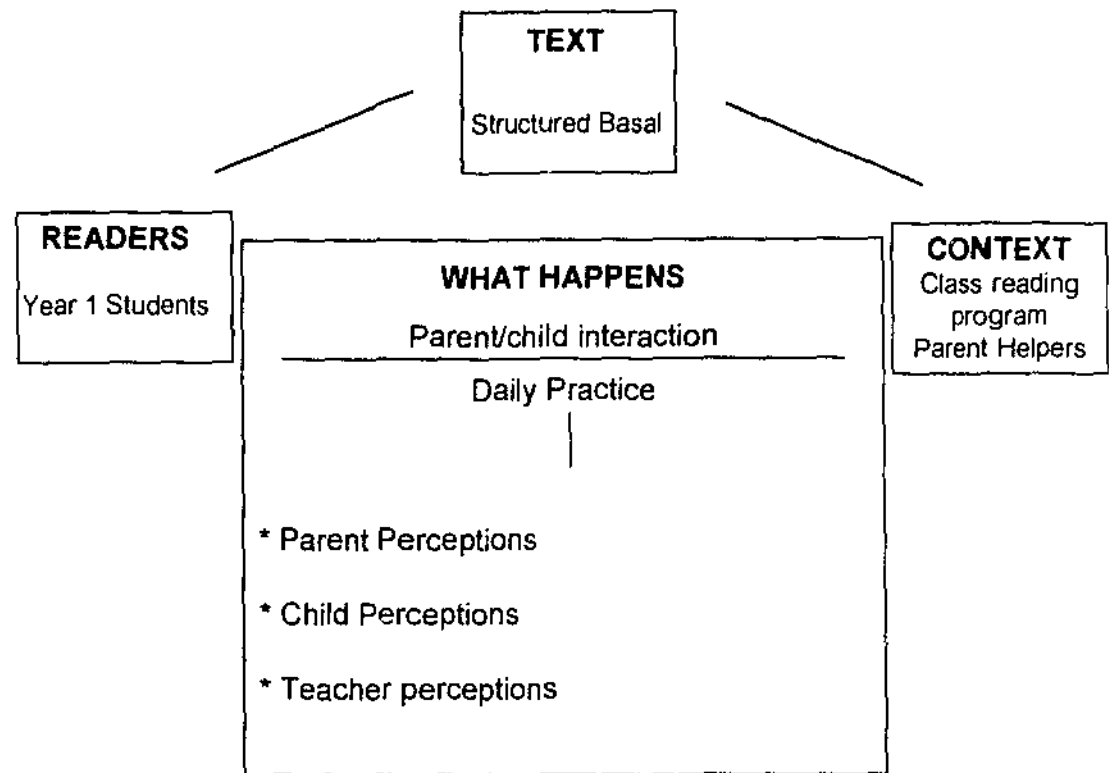 TEXT
Structured Basal
READERS
Year 1 Students
WHAT HAPPENS
Parent/child interaction
Daily Practice
* Parent Perceptions
* Child Perceptions
* Teacher perceptions
CONTEXT
Class reading
program
Parent Helpers